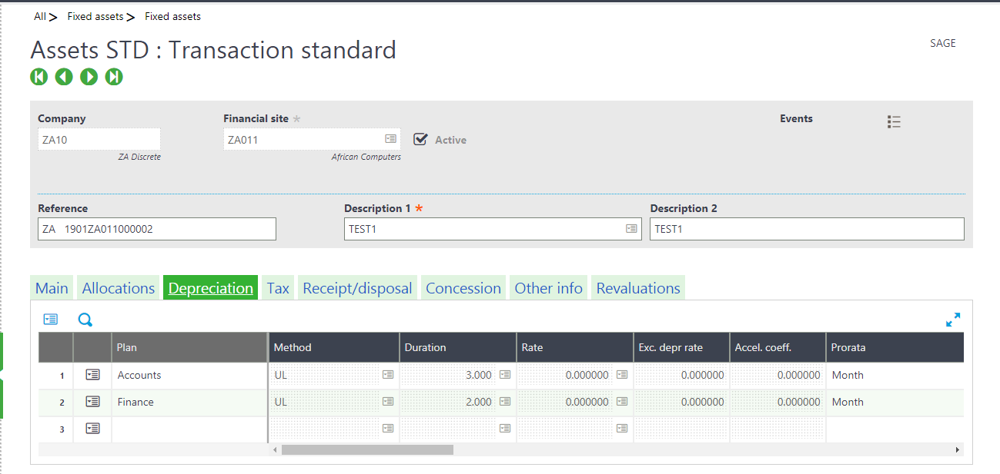 All > Fixed assets > Fixed assets
Assets STD : Transaction standard
SAGE
Company
Financial site *
Events
ZA10
ZA011
Active
ZA Discrete
African Computers
Reference
Description 1 *
Description 2
ZA 1901ZA011000002
TEST1
TEST1
Main Allocations Depreciation Tax Receipt/disposal Concession Other info Revaluations
Plan Method Duration Rate Exc. depr rate Accel. coeff. Prorata
1 Accounts UL 3.000 0.000000 0.000000 0.000000 Month
2 Finance UL 2.000 0.000000 0.000000 0.000000 Month
3